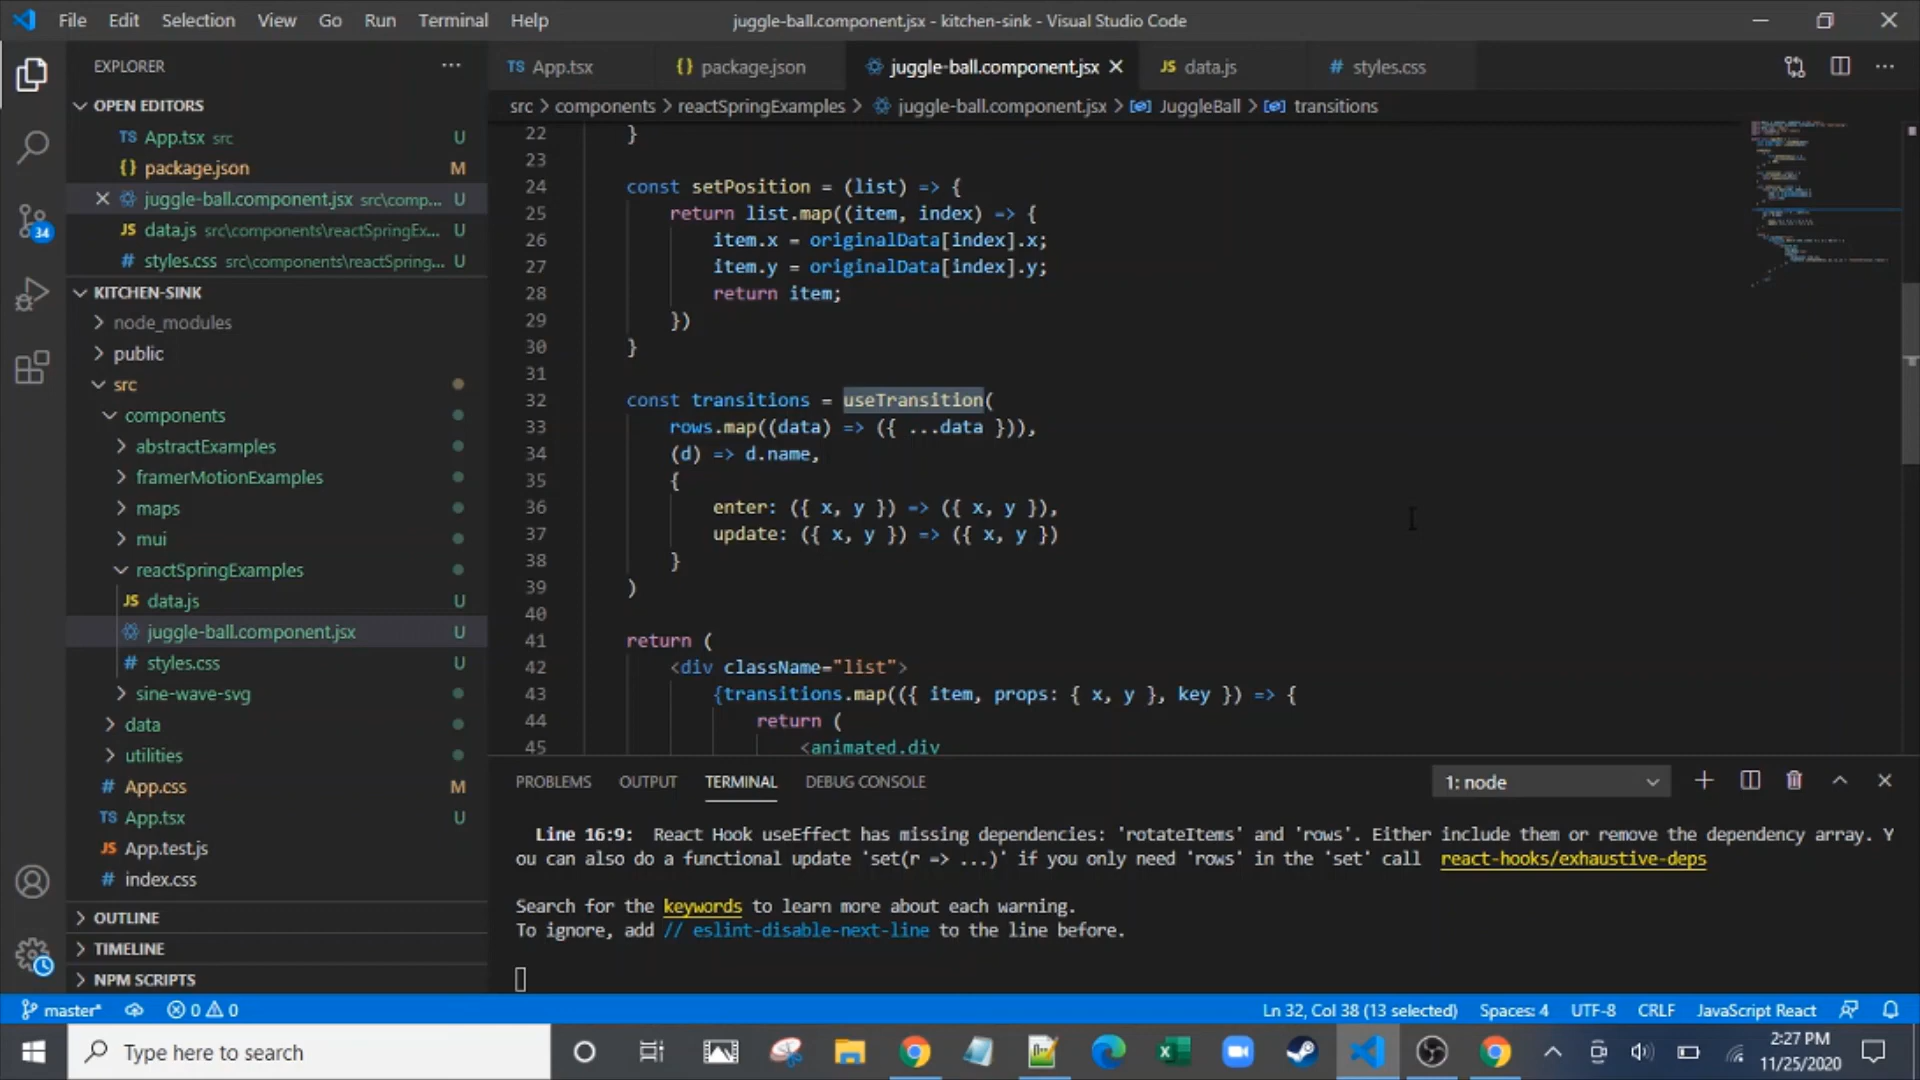 File Edit Selection View Go Run Terminal Help
juggle-ball.component.jsx - kitchen-sink - Visual Studio Code
EXPLORER
OPEN EDITORS
TS App.tsx src U
{} package.json M
juggle-ball.component.jsx src\comp... U
JS data.js src\components\reactSpringEx... U
# styles.css src\components\reactSpring... U
KITCHEN-SINK
node_modules
public
src
components
abstractExamples
framerMotionExamples
maps
mui
reactSpringExamples
JS data.js U
juggle-ball.component.jsx U
# styles.css U
sine-wave-svg
data
utilities
# App.css M
TS App.tsx U
JS App.test.js
# index.css
OUTLINE
TIMELINE
NPM SCRIPTS
34
TS App.tsx {} package.json juggle-ball.component.jsx JS data.js # styles.css
src > components > reactSpringExamples > juggle-ball.component.jsx > JuggleBall > transitions
22 }
23
24 const setPosition = (list) => {
25 return list.map((item, index) => {
26 item.x = originalData[index].x;
27 item.y = originalData[index].y;
28 return item;
29 })
30 }
31
32 const transitions = useTransition(
33 rows.map((data) => ({ ...data })),
34 (d) => d.name,
35 {
36 enter: ({ x, y }) => ({ x, y }),
37 update: ({ x, y }) => ({ x, y })
38 }
39 )
40
41 return (
42 <div className="list">
43 {transitions.map(({ item, props: { x, y }, key }) => {
44 return (
45 <animated.div
PROBLEMS OUTPUT TERMINAL DEBUG CONSOLE
1: node
Line 16:9: React Hook useEffect has missing dependencies: 'rotateItems' and 'rows'. Either include them or remove the dependency array. Y
ou can also do a functional update 'set(r => ...)' if you only need 'rows' in the 'set' call react-hooks/exhaustive-deps
Search for the keywords to learn more about each warning.
To ignore, add // eslint-disable-next-line to the line before.
master* 0 0
Ln 32, Col 38 (13 selected) Spaces: 4 UTF-8 CRLF JavaScript React
Type here to search
2:27 PM
11/25/2020